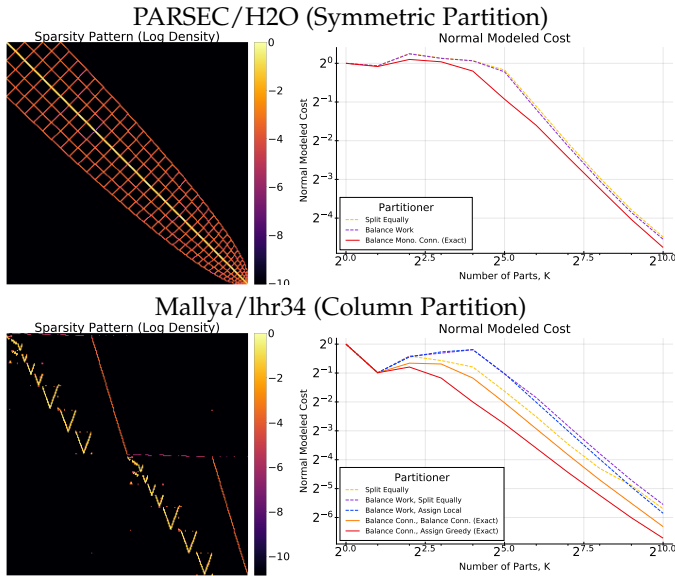 PARSEC/H2O (Symmetric Partition)
Sparsity Pattern (Log Density)
0
−2
−4
−6
−8
−10
Normal Modeled Cost
Normal Modeled Cost
2^0
2^−1
2^−2
2^−3
2^−4
Partitioner
Split Equally
Balance Work
Balance Mono. Conn. (Exact)
2^0.0 2^2.5 2^5.0 2^7.5 2^10.0
Number of Parts, K
Mallya/lhr34 (Column Partition)
Sparsity Pattern (Log Density)
0
−2
−4
−6
−8
−10
Normal Modeled Cost
Normal Modeled Cost
2^0
2^−1
2^−2
2^−3
2^−4
2^−5
2^−6
Partitioner
Split Equally
Balance Work, Split Equally
Balance Work, Assign Local
Balance Conn., Balance Conn. (Exact)
Balance Conn., Assign Greedy (Exact)
2^0.0 2^2.5 2^5.0 2^7.5 2^10.0
Number of Parts, K